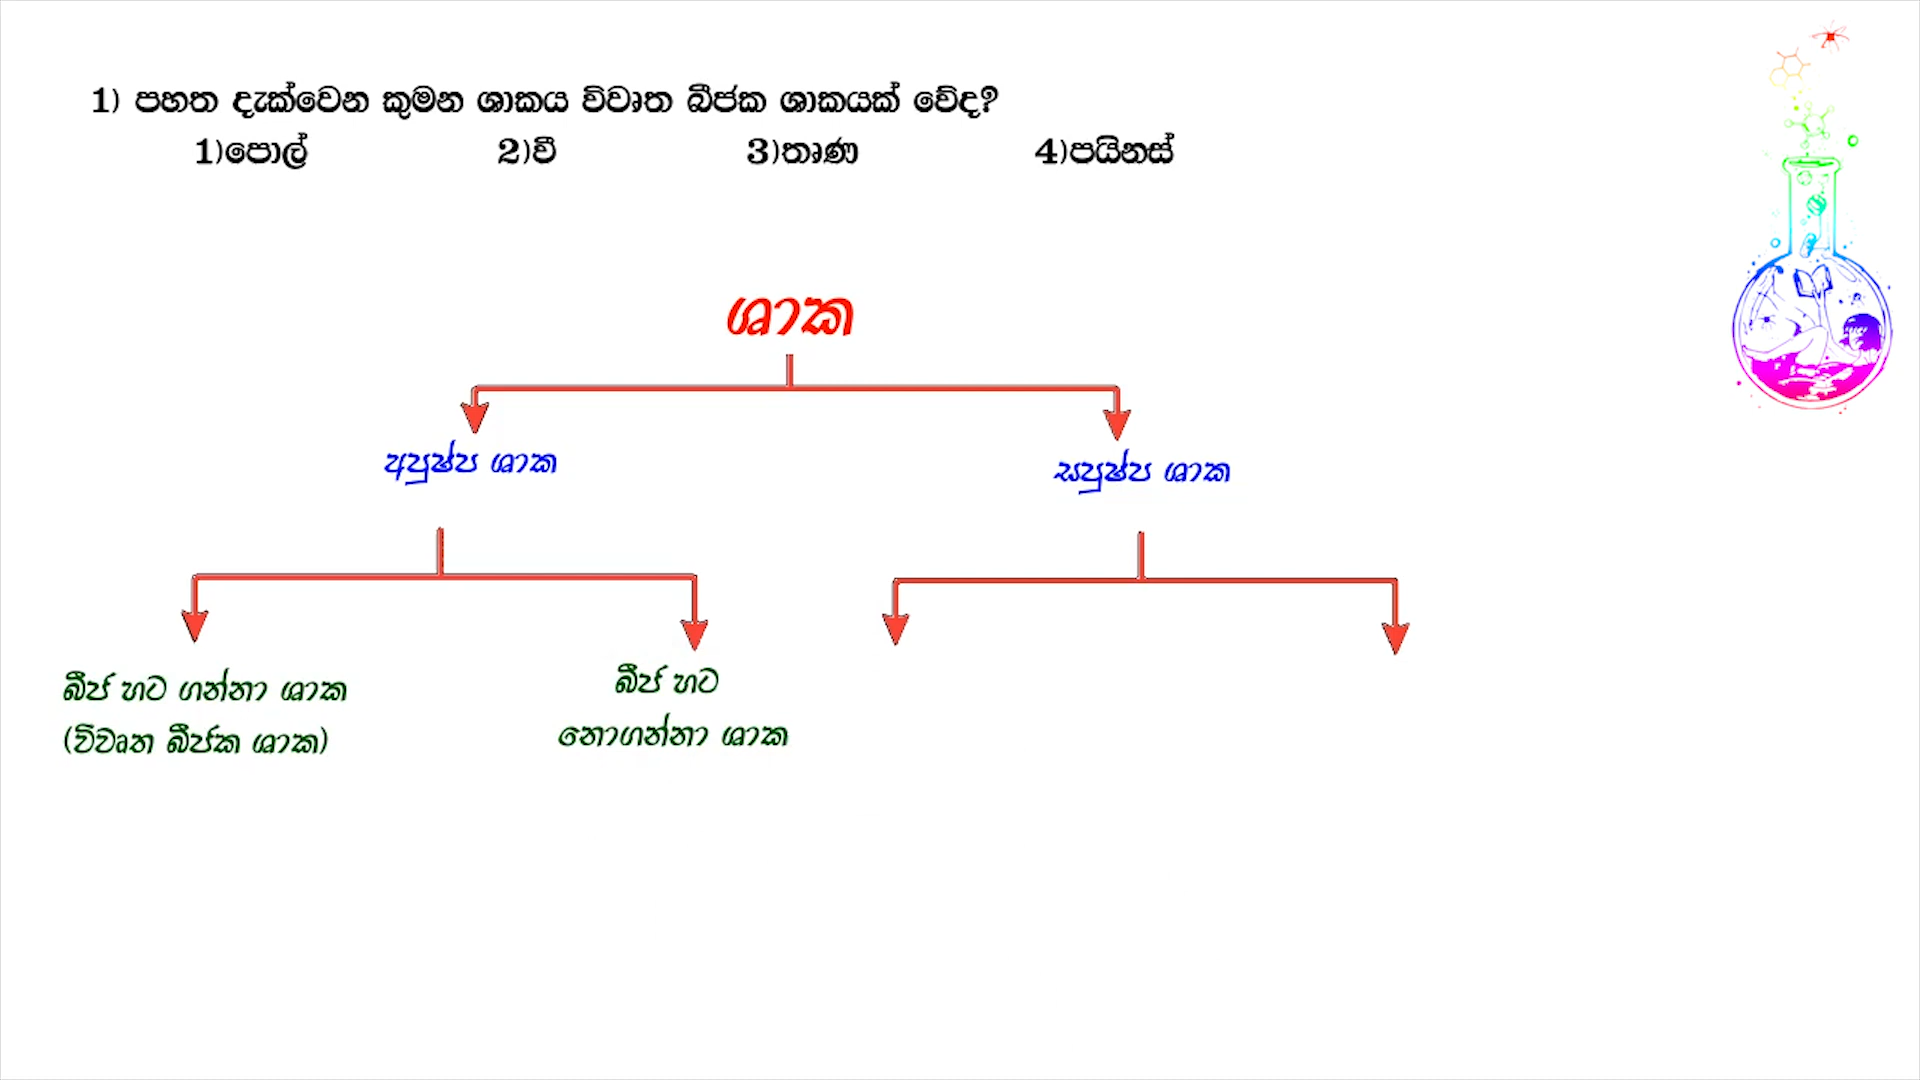 1) පහත දැක්වෙන කුමන ශාකය විවෘත බීජක ශාකයක් වේද?
1)පොල් 2)වී 3)තෘණ 4)පයිනස්
ශාක
අපුෂ්ප ශාක
සපුෂ්ප ශාක
බීජ හට ගන්නා ශාක
(විවෘත බීජක ශාක)
බීජ හට
නොගන්නා ශාක